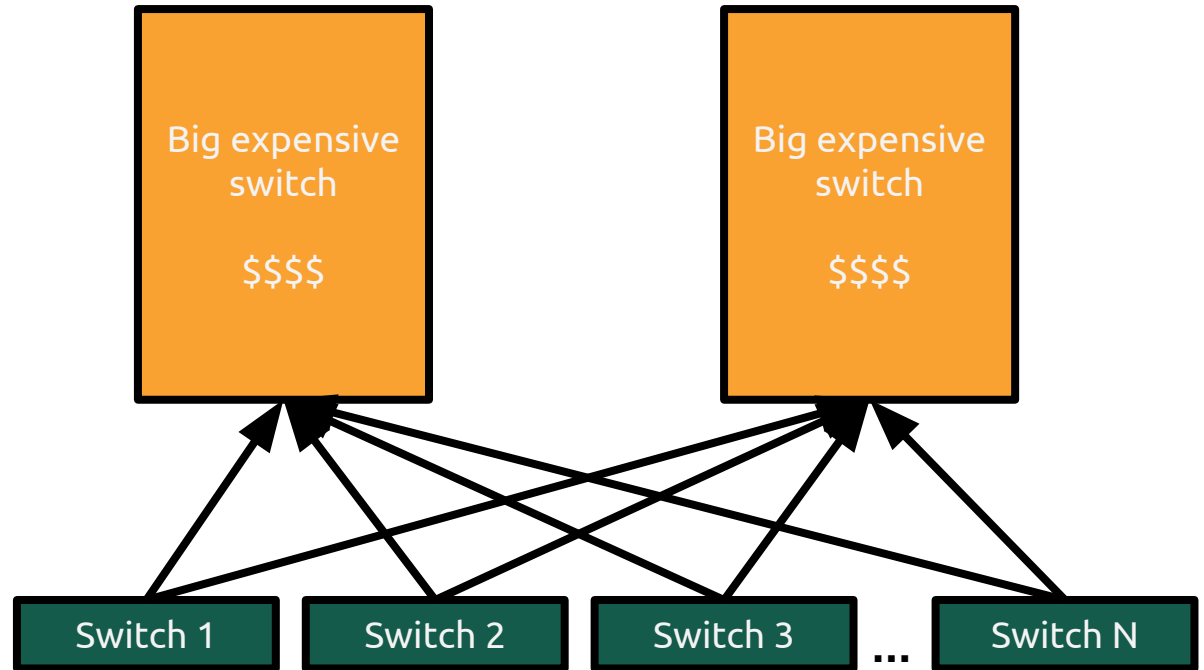 Big expensive
switch
$$$$
Big expensive
switch
$$$$
Switch 1
Switch 2
Switch 3
...
Switch N